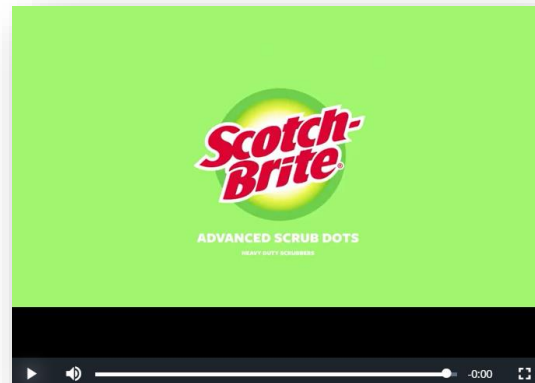 Scotch-
Brite®
ADVANCED SCRUB DOTS
HEAVY DUTY SCRUBBERS
-0:00